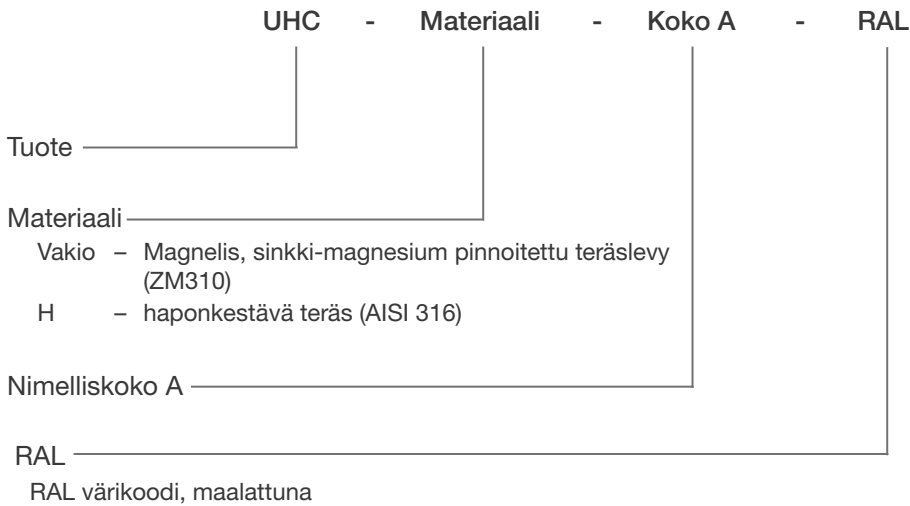 UHC - Materiaali - Koko A - RAL
Tuote
Materiaali
Vakio – Magnelis, sinkki-magnesium pinnoitettu teräslevy
(ZM310)
H – haponkestävä teräs (AISI 316)
Nimelliskoko A
RAL
RAL värikoodi, maalattuna